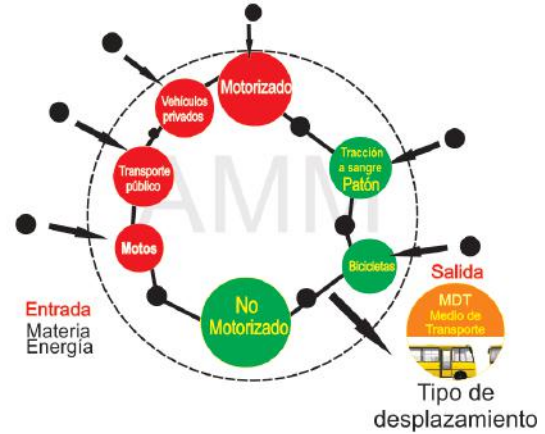 Motorizado
Vehículos
privados
Transporte
público
Motos
AMM
Tracción
a sangre
Patón
Bicicletas
No
Motorizado
Entrada
Materia
Energía
Salida
MDT
Medio de
Transporte
Tipo de
desplazamiento